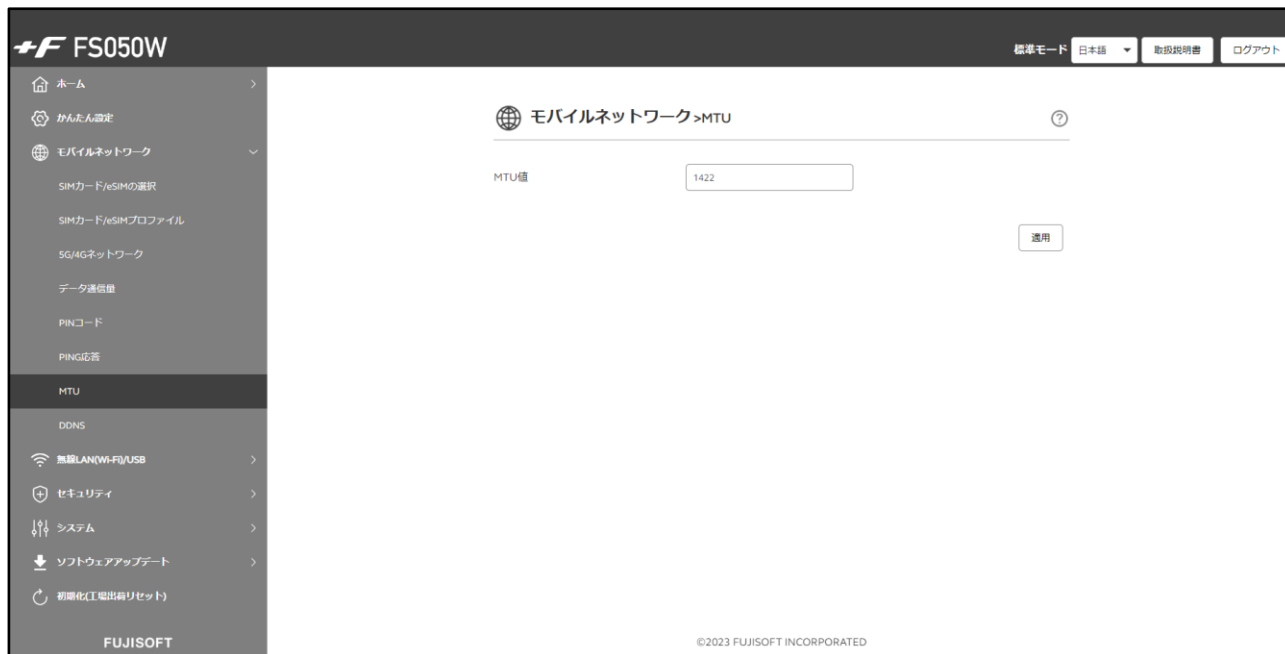 +F FS050W
標準モード 日本語 取扱説明書 ログアウト
ホーム
かんたん設定
モバイルネットワーク
SIMカード/eSIMの選択
SIMカード/eSIMプロファイル
5G/4Gネットワーク
データ通信量
PINコード
PING応答
MTU
DDNS
無線LAN(Wi-Fi)/USB
セキュリティ
システム
ソフトウェアアップデート
初期化(工場出荷リセット)
FUJISOFT
モバイルネットワーク>MTU
MTU値 1422
適用
©2023 FUJISOFT INCORPORATED